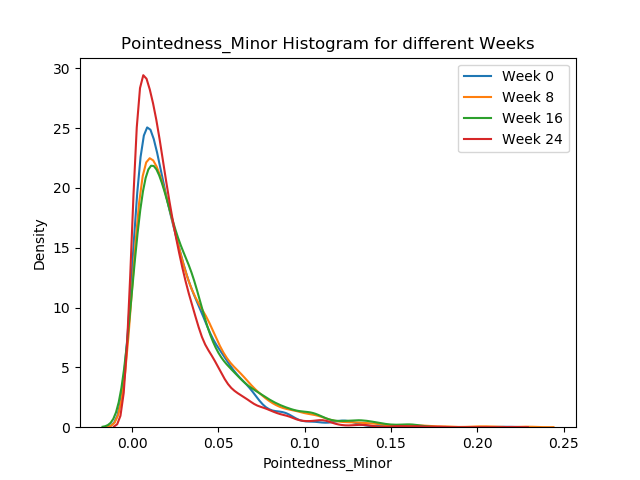 Pointedness_Minor Histogram for different Weeks
30
25
20
15
10
5
0
Density
Week 0
Week 8
Week 16
Week 24
0.00 0.05 0.10 0.15 0.20 0.25
Pointedness_Minor